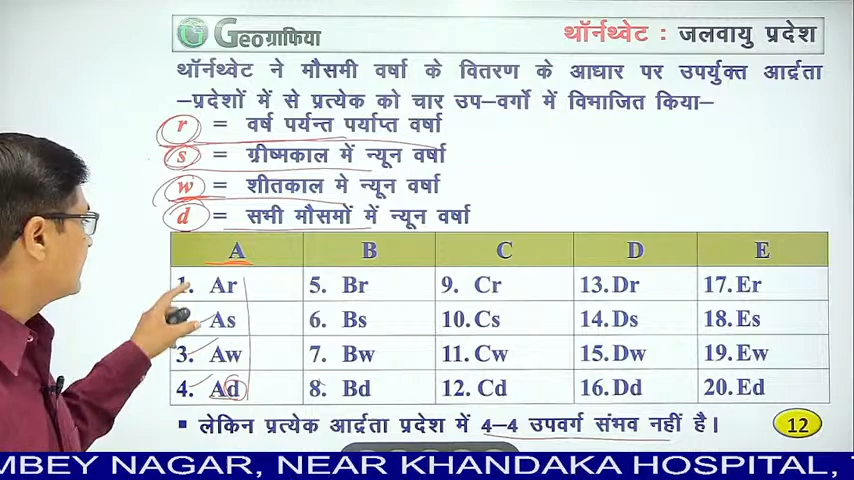 Geoग्राफिया
थॉर्नथ्वेट : जलवायु प्रदेश
थॉर्नथ्वेट ने मौसमी वर्षा के वितरण के आधार पर उपर्युक्त आर्द्रता
–प्रदेशों में से प्रत्येक को चार उप–वर्गो में विभाजित किया–
r = वर्ष पर्यन्त पर्याप्त वर्षा
s = ग्रीष्मकाल में न्यून वर्षा
w = शीतकाल मे न्यून वर्षा
d = सभी मौसमों में न्यून वर्षा
A B C D E
1. Ar 5. Br 9. Cr 13. Dr 17. Er
As 6. Bs 10. Cs 14. Ds 18. Es
3. Aw 7. Bw 11. Cw 15. Dw 19. Ew
4. Ad 8. Bd 12. Cd 16. Dd 20. Ed
▪ लेकिन प्रत्येक आर्द्रता प्रदेश में 4–4 उपवर्ग संभव नहीं है।
12
MBEY NAGAR, NEAR KHANDAKA HOSPITAL,